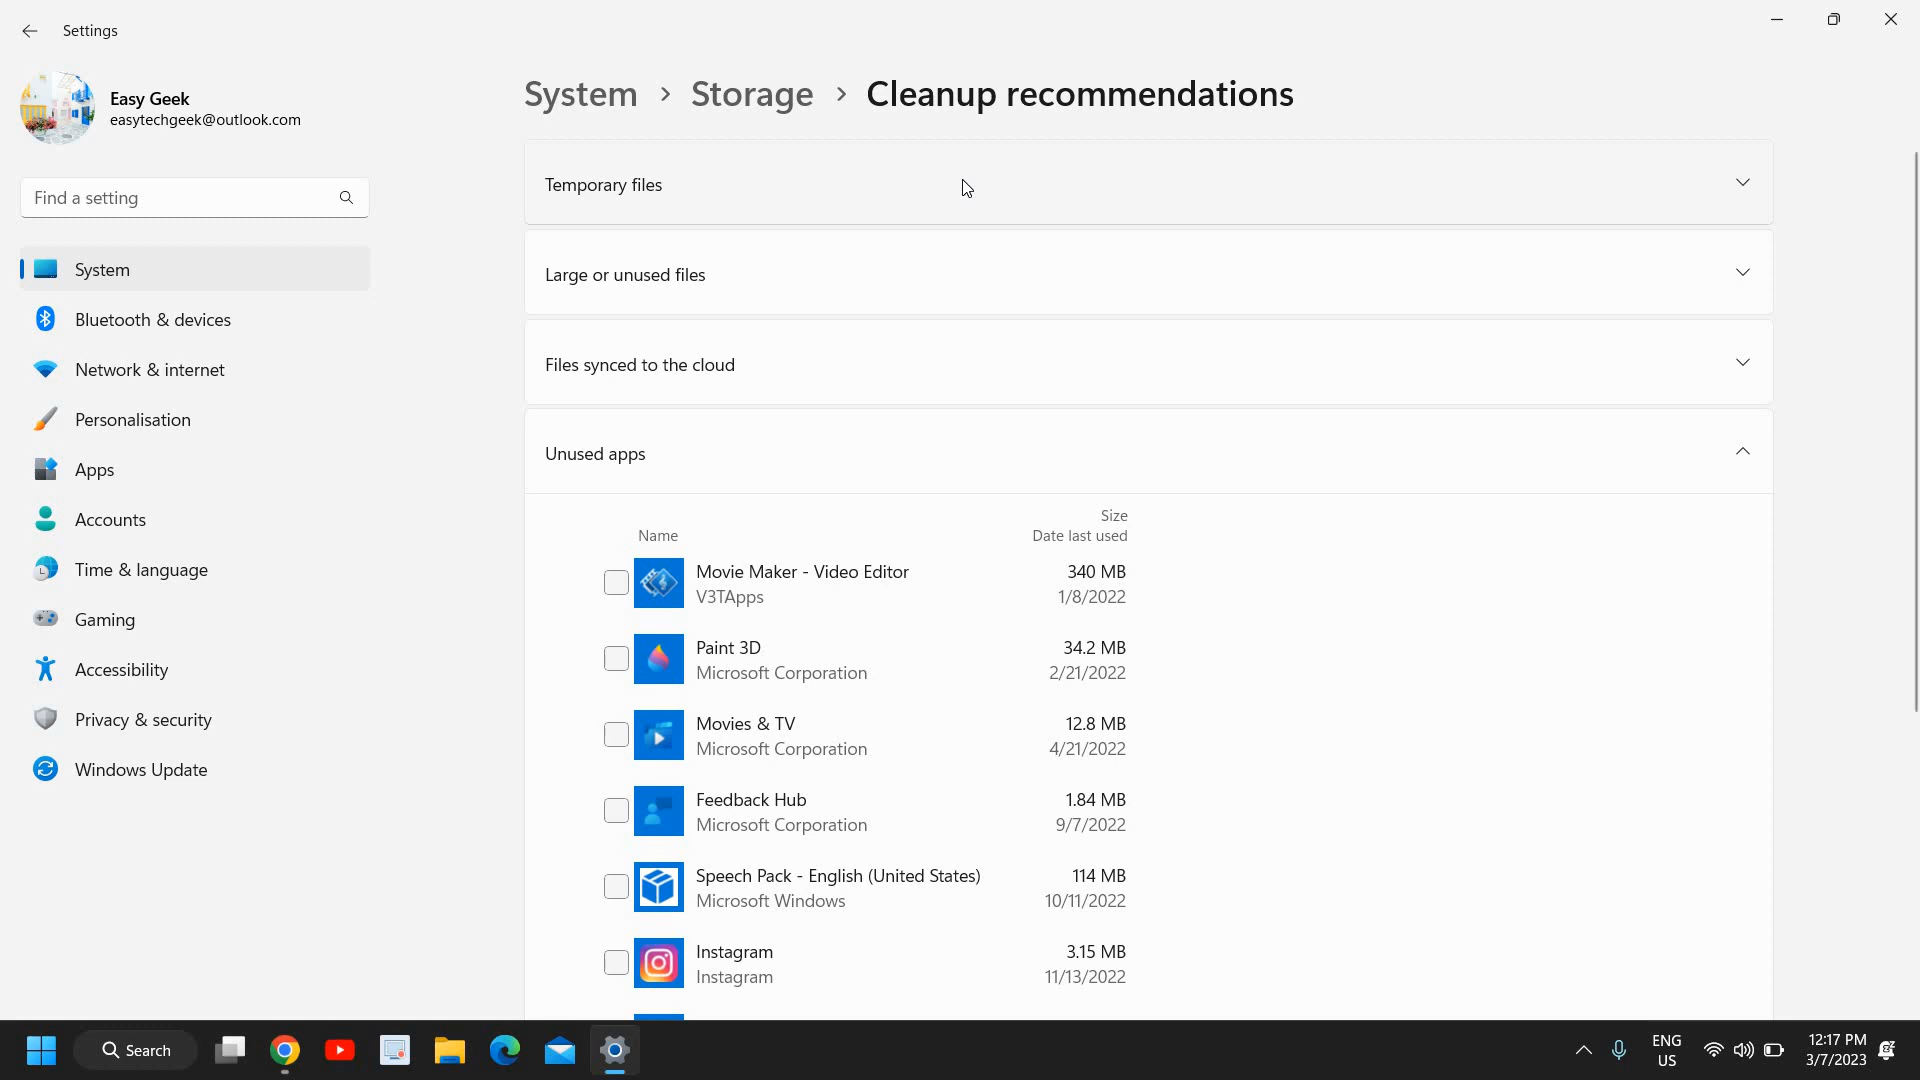 Settings
Easy Geek
easytechgeek@outlook.com
Find a setting
System
Bluetooth & devices
Network & internet
Personalisation
Apps
Accounts
Time & language
Gaming
Accessibility
Privacy & security
Windows Update
System > Storage > Cleanup recommendations
Temporary files
Large or unused files
Files synced to the cloud
Unused apps
Size
Name Date last used
Movie Maker - Video Editor 340 MB
V3TApps 1/8/2022
Paint 3D 34.2 MB
Microsoft Corporation 2/21/2022
Movies & TV 12.8 MB
Microsoft Corporation 4/21/2022
Feedback Hub 1.84 MB
Microsoft Corporation 9/7/2022
Speech Pack - English (United States) 114 MB
Microsoft Windows 10/11/2022
Instagram 3.15 MB
Instagram 11/13/2022
Search
ENG
US
12:17 PM
3/7/2023